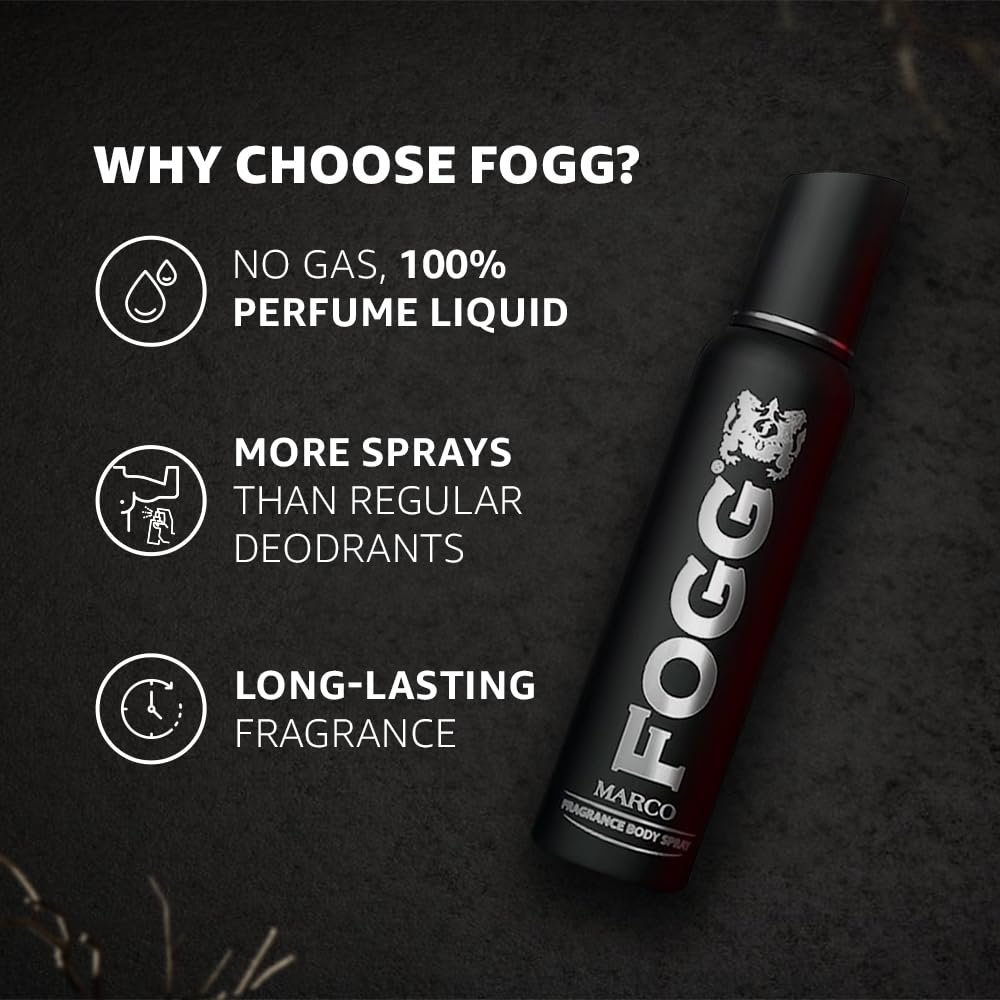 WHY CHOOSE FOGG?
NO GAS, 100%
PERFUME LIQUID
MORE SPRAYS
THAN REGULAR
DEODRANTS
LONG-LASTING
FRAGRANCE
FOGG®
MARCO
FRAGRANCE BODY SPRAY